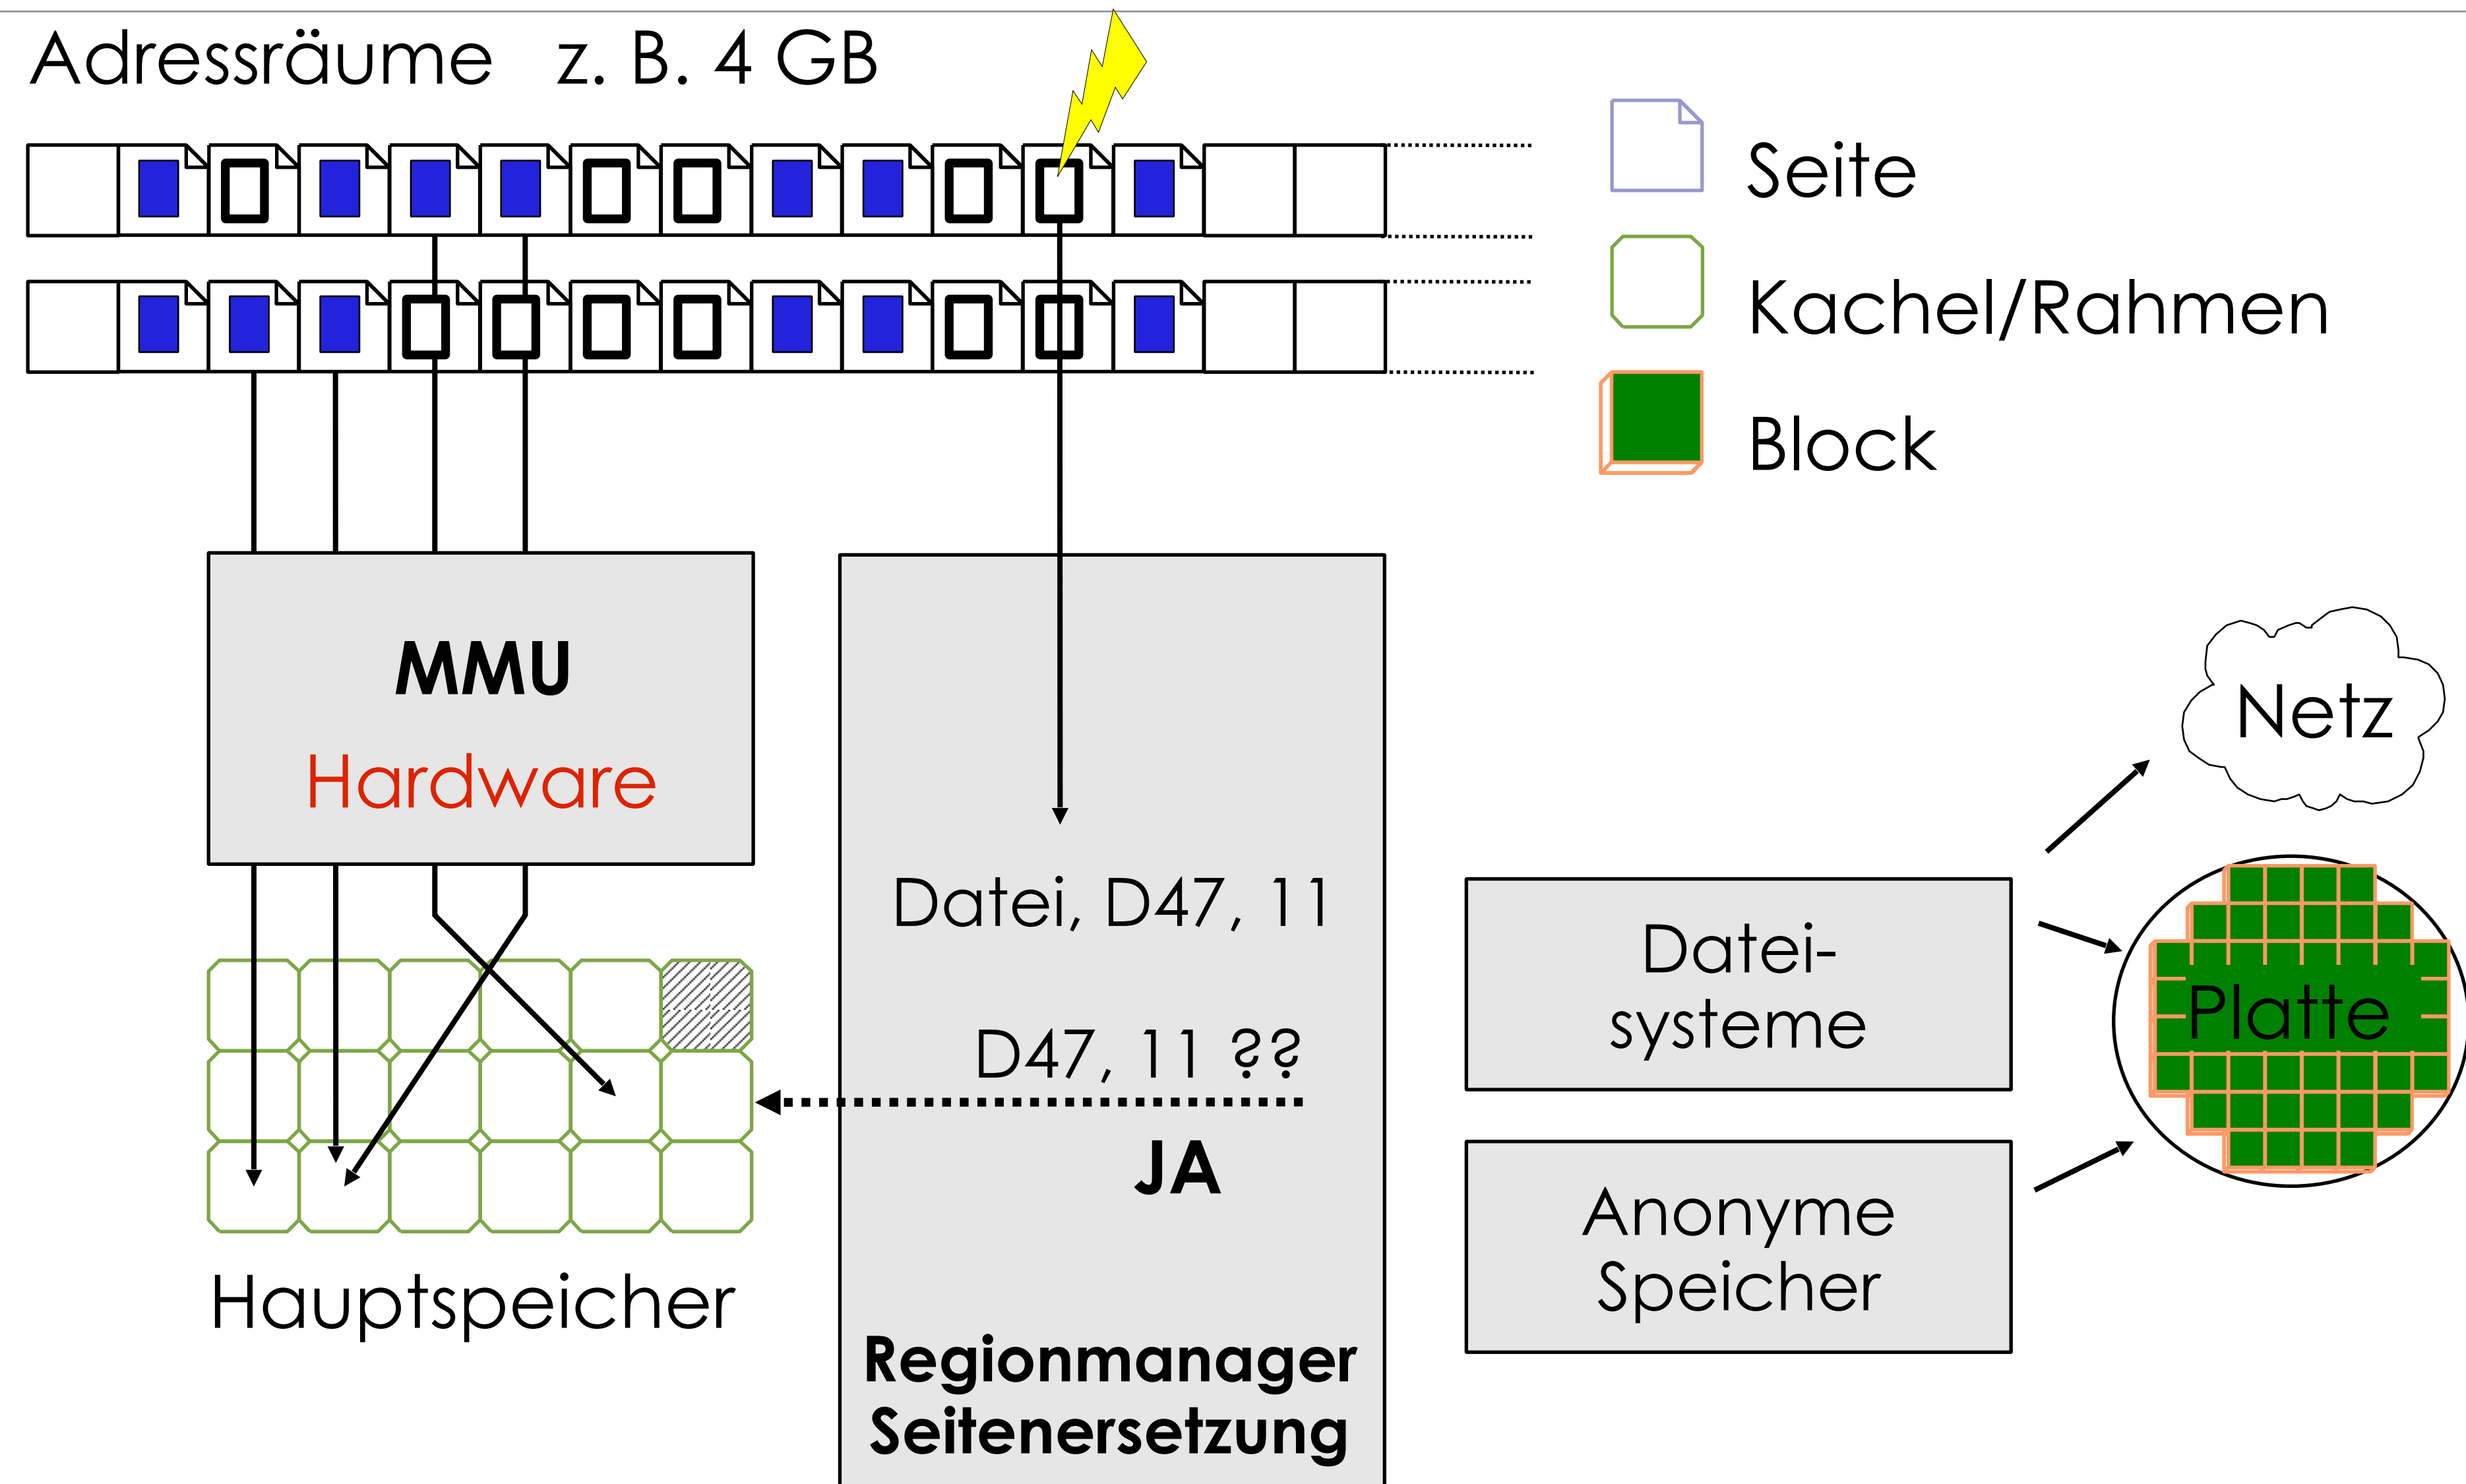 Adressräume z. B. 4 GB
Seite
Kachel/Rahmen
Block
MMU
Hardware
Netz
Datei, D47, 11
Datei-
systeme
Platte
D47, 11 ??
JA
Anonyme
Speicher
Hauptspeicher
Regionmanager
Seitenersetzung